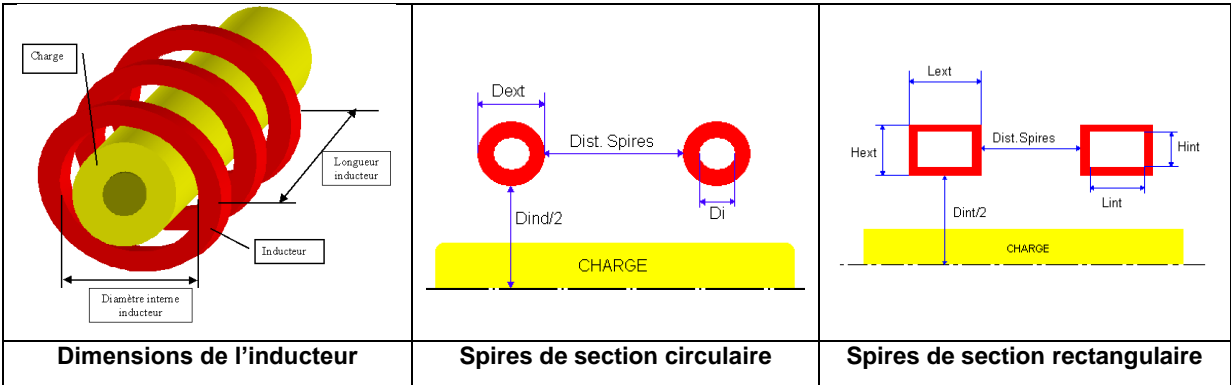 Charge
Longueur
inducteur
Inducteur
Diamètre interne
inducteur
Dext
Dist. Spires
Dind/2
Di
CHARGE
Lext
Dist.Spires
Hext
Hint
Lint
Dint/2
CHARGE
Dimensions de l’inducteur
Spires de section circulaire
Spires de section rectangulaire